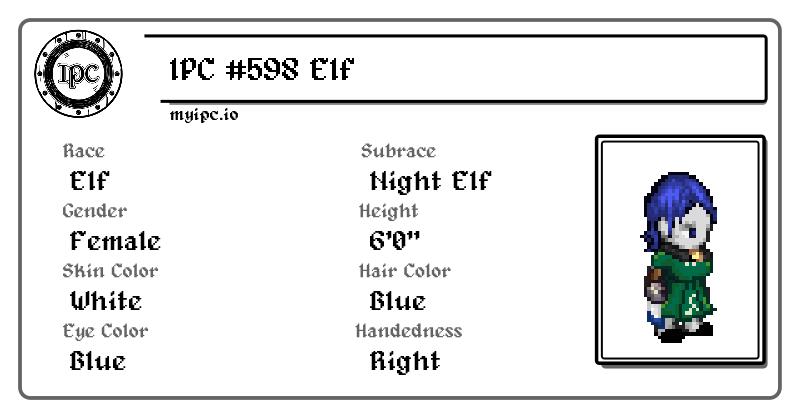 IPC
IPC #598 Elf
myipc.io
Race
Elf
Subrace
Night Elf
Gender
Female
Height
6'0"
Skin Color
White
Hair Color
Blue
Eye Color
Blue
Handedness
Right